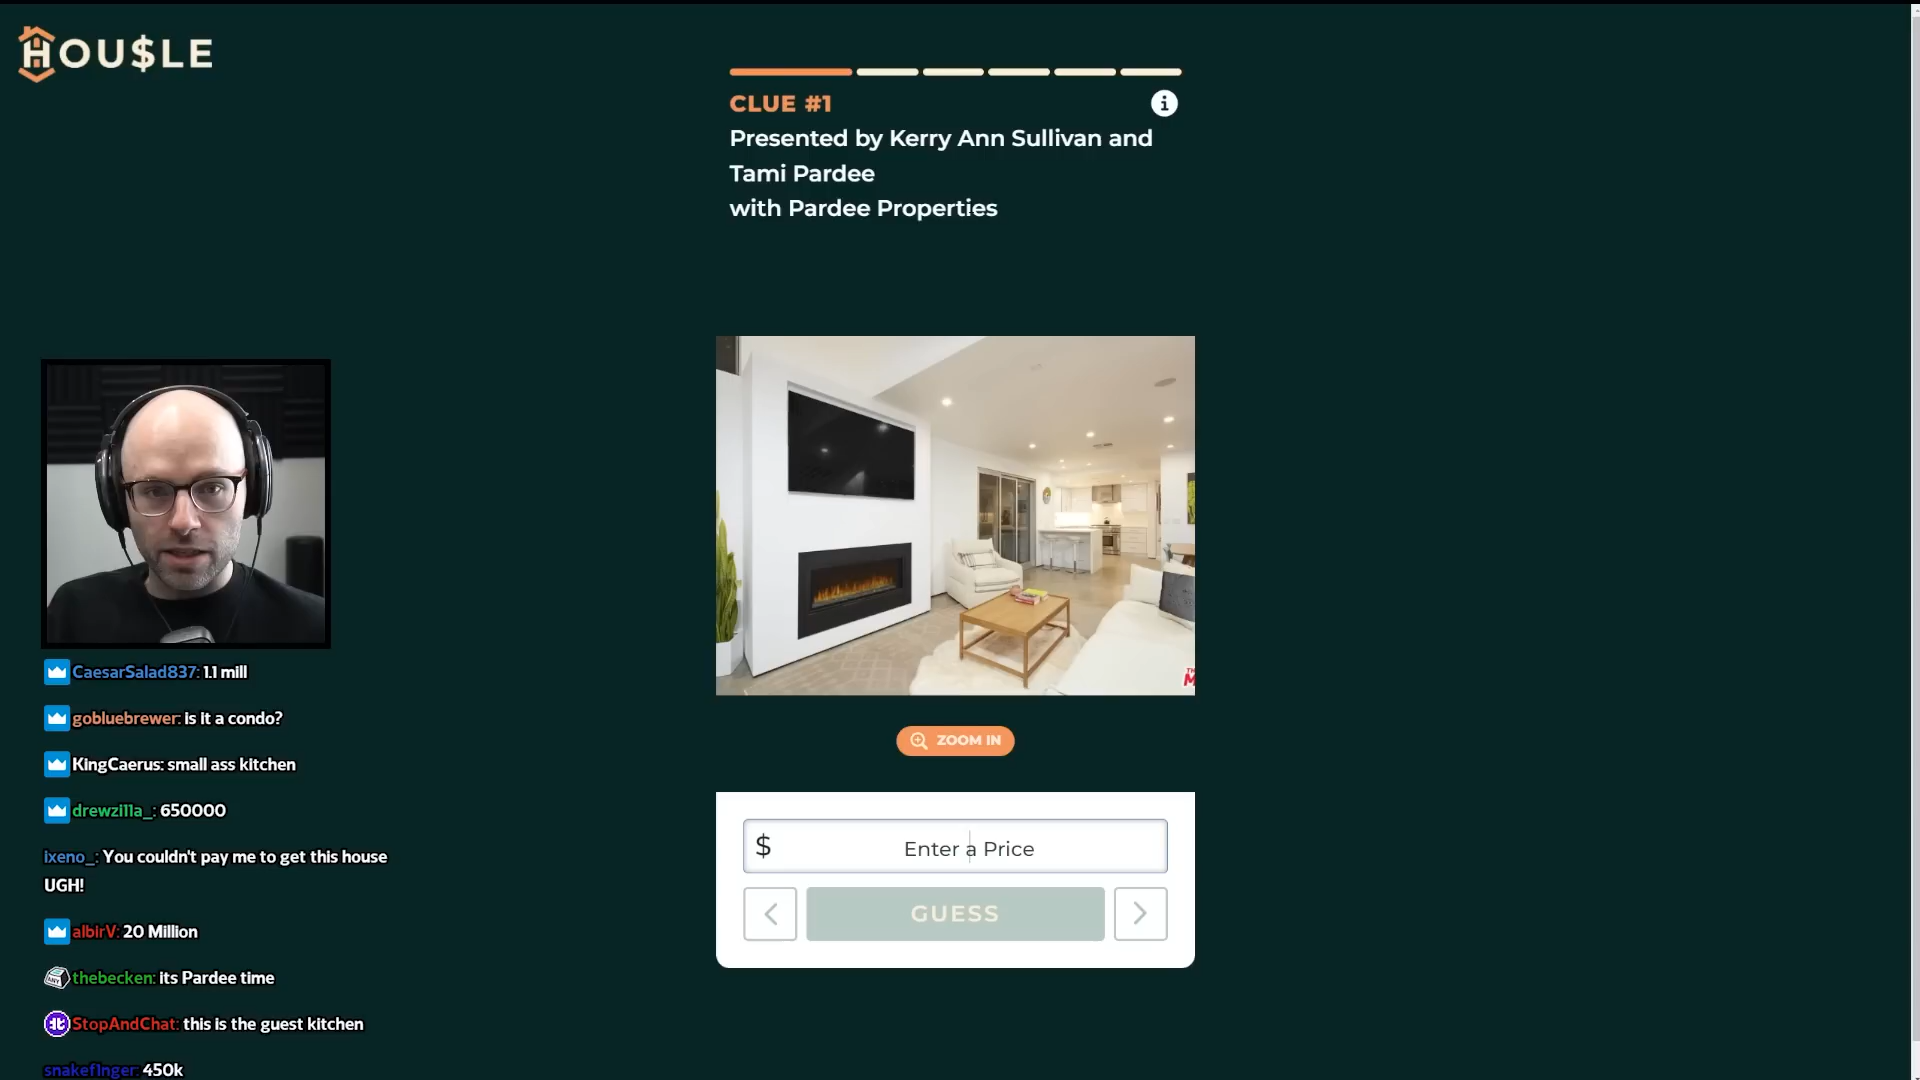 HOU$LE
CLUE #1
Presented by Kerry Ann Sullivan and
Tami Pardee
with Pardee Properties
ZOOM IN
$
Enter a Price
GUESS
CaesarSalad837: 1.1 mill
gobluebrewer: is it a condo?
KingCaerus: small ass kitchen
drewzi11a_: 650000
ixeno_: You couldn't pay me to get this house
UGH!
albirV: 20 Million
thebecken: its Pardee time
StopAndChat: this is the guest kitchen
snakef1nger: 450k